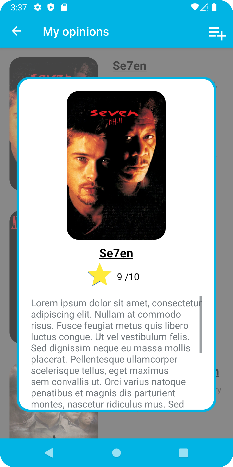 3:37
My opinions
Se7en
seven
Se7en
9 /10
Lorem ipsum dolor sit amet, consectetur
adipiscing elit. Nullam at commodo
risus. Fusce feugiat metus quis libero
luctus congue. Ut vel vestibulum felis.
Sed dignissim neque eu massa mollis
placerat. Pellentesque ullamcorper
scelerisque tellus, eget maximus
sem convallis ut. Orci varius natoque
penatibus et magnis dis parturient
montes, nascetur ridiculus mus. Sed